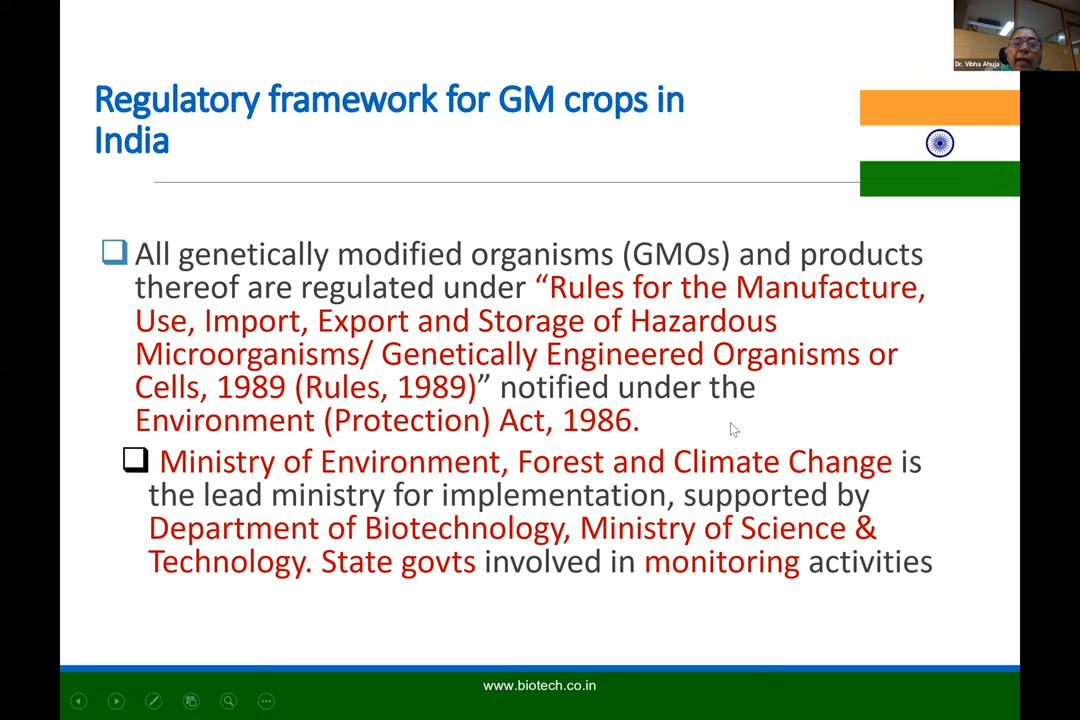 Dr. Vibha Ahuja
Regulatory framework for GM crops in
India
All genetically modified organisms (GMOs) and products
thereof are regulated under “Rules for the Manufacture,
Use, Import, Export and Storage of Hazardous
Microorganisms/ Genetically Engineered Organisms or
Cells, 1989 (Rules, 1989)” notified under the
Environment (Protection) Act, 1986.
Ministry of Environment, Forest and Climate Change is
the lead ministry for implementation, supported by
Department of Biotechnology, Ministry of Science &
Technology. State govts involved in monitoring activities
www.biotech.co.in